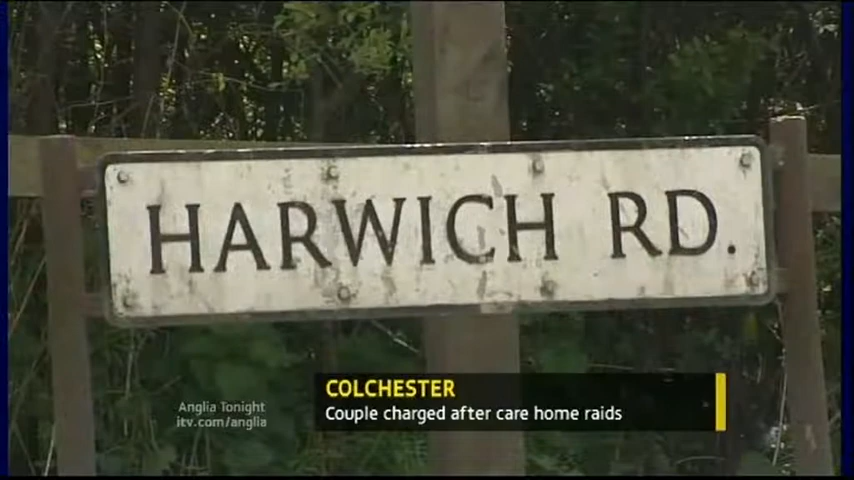 HARWICH RD.
COLCHESTER
Couple charged after care home raids
Anglia Tonight
itv.com/anglia